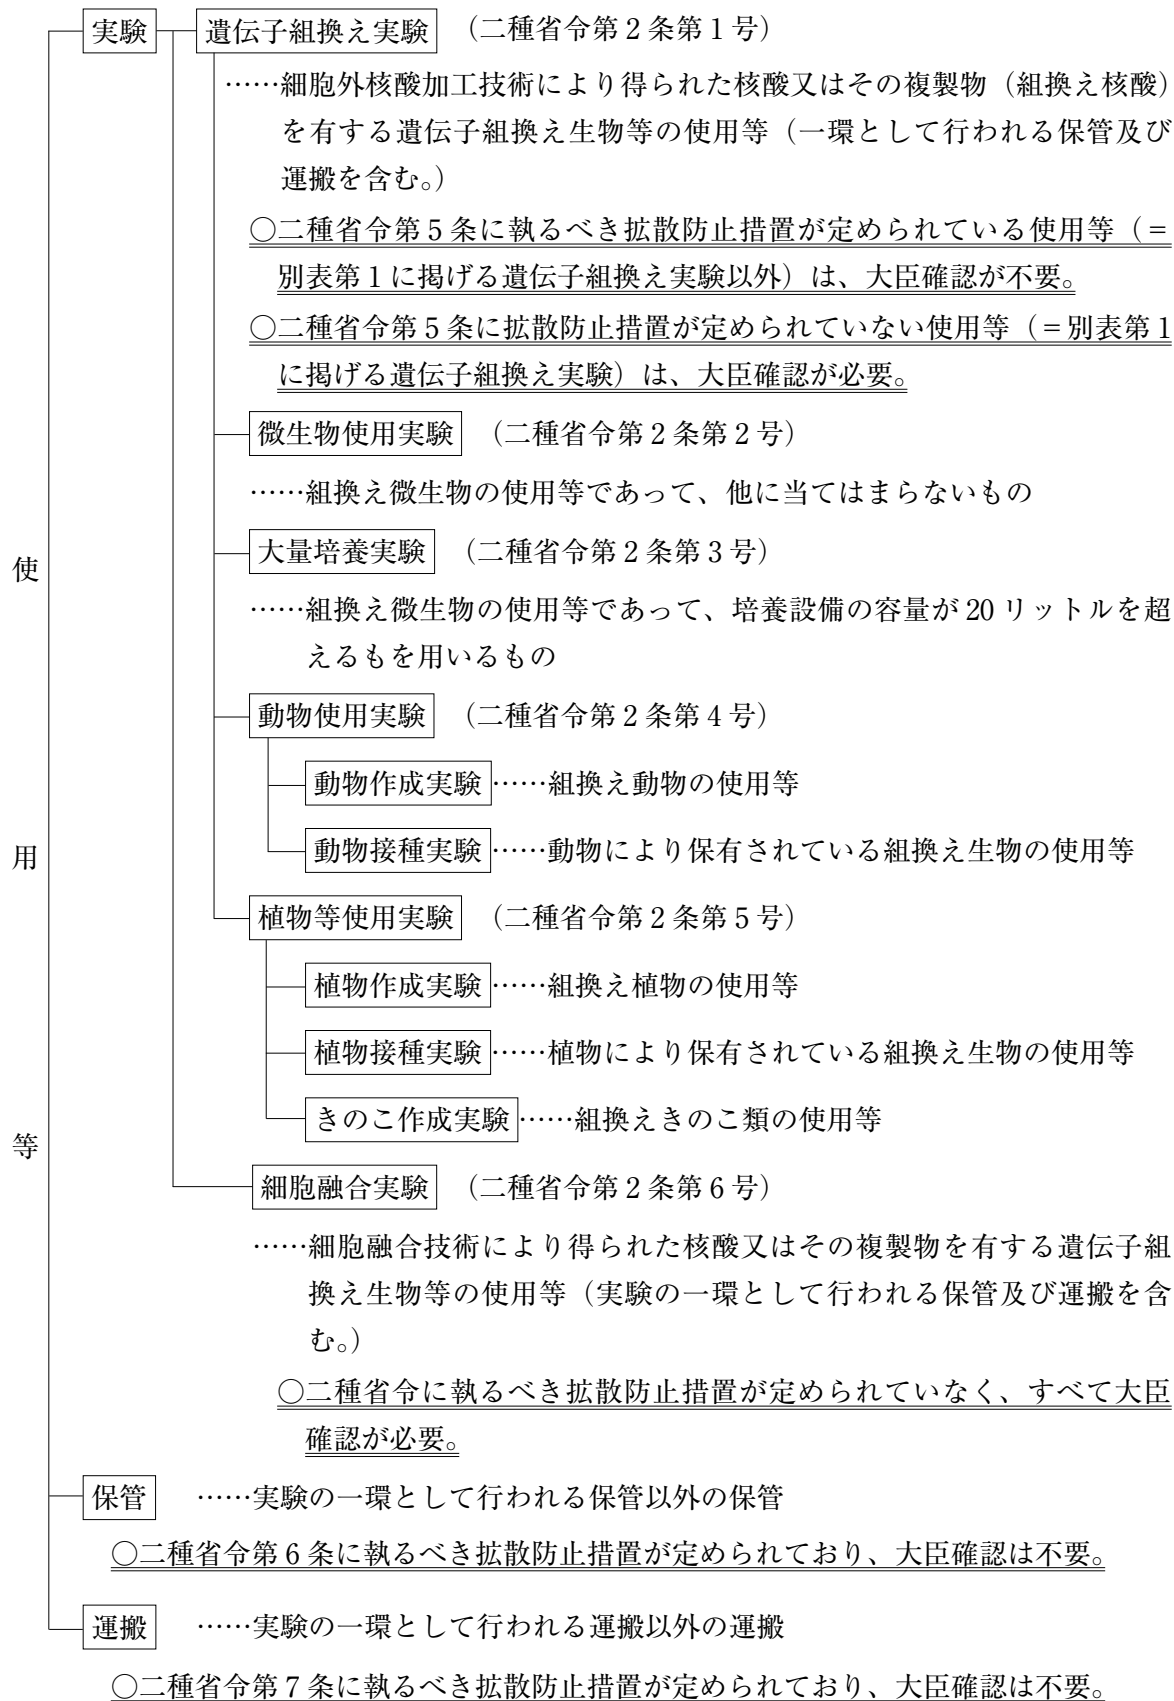 実験 遺伝子組換え実験 (二種省令第2条第1号)
……細胞外核酸加工技術により得られた核酸又はその複製物(組換え核酸)
を有する遺伝子組換え生物等の使用等(一環として行われる保管及び
運搬を含む。)
○二種省令第5条に執るべき拡散防止措置が定められている使用等(=
別表第1に掲げる遺伝子組換え実験以外)は、大臣確認が不要。
○二種省令第5条に拡散防止措置が定められていない使用等(=別表第1
に掲げる遺伝子組換え実験)は、大臣確認が必要。
微生物使用実験 (二種省令第2条第2号)
……組換え微生物の使用等であって、他に当てはまらないもの
大量培養実験 (二種省令第2条第3号)
使
……組換え微生物の使用等であって、培養設備の容量が20リットルを超
えるもを用いるもの
動物使用実験 (二種省令第2条第4号)
動物作成実験……組換え動物の使用等
用
動物接種実験……動物により保有されている組換え生物の使用等
植物等使用実験 (二種省令第2条第5号)
植物作成実験……組換え植物の使用等
植物接種実験……植物により保有されている組換え生物の使用等
きのこ作成実験……組換えきのこ類の使用等
等
細胞融合実験 (二種省令第2条第6号)
……細胞融合技術により得られた核酸又はその複製物を有する遺伝子組
換え生物等の使用等(実験の一環として行われる保管及び運搬を含
む。)
○二種省令に執るべき拡散防止措置が定められていなく、すべて大臣
確認が必要。
保管 ……実験の一環として行われる保管以外の保管
○二種省令第6条に執るべき拡散防止措置が定められており、大臣確認は不要。
運搬 ……実験の一環として行われる運搬以外の運搬
○二種省令第7条に執るべき拡散防止措置が定められており、大臣確認は不要。